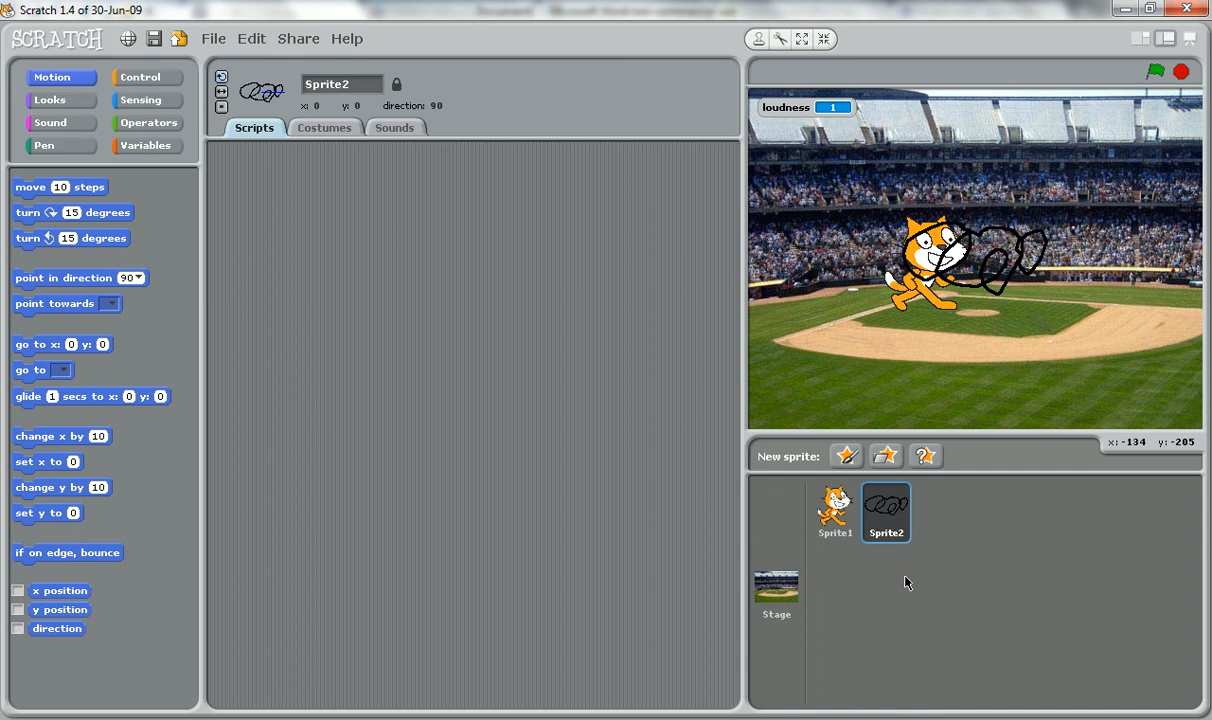 Scratch 1.4 of 30-Jun-09
SCRATCH File Edit Share Help
Motion Control
Looks Sensing
Sound Operators
Pen Variables
move 10 steps
turn 15 degrees
turn 15 degrees
point in direction 90
point towards
go to x: 0 y: 0
go to
glide 1 secs to x: 0 y: 0
change x by 10
set x to 0
change y by 10
set y to 0
if on edge, bounce
x position
y position
direction
Sprite2
x: 0 y: 0 direction: 90
Scripts Costumes Sounds
loudness 1
x: -134 y: -205
New sprite:
Sprite1 Sprite2
Stage